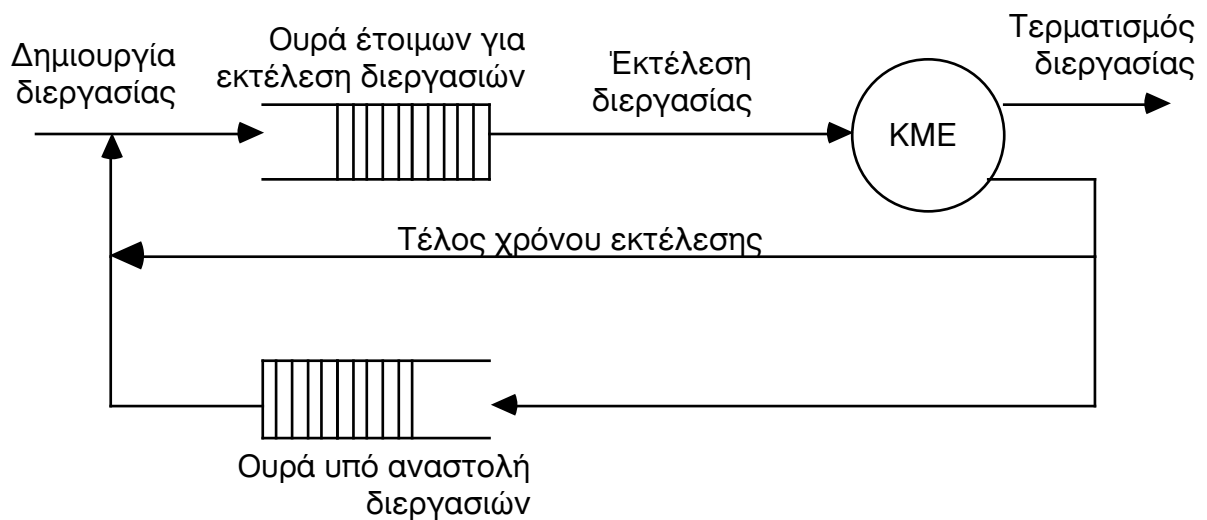 Δημιουργία
διεργασίας
Ουρά έτοιμων για
εκτέλεση διεργασιών
Έκτέλεση
διεργασίας
Τερματισμός
διεργασίας
ΚΜΕ
Τέλος χρόνου εκτέλεσης
Ουρά υπό αναστολή
διεργασιών